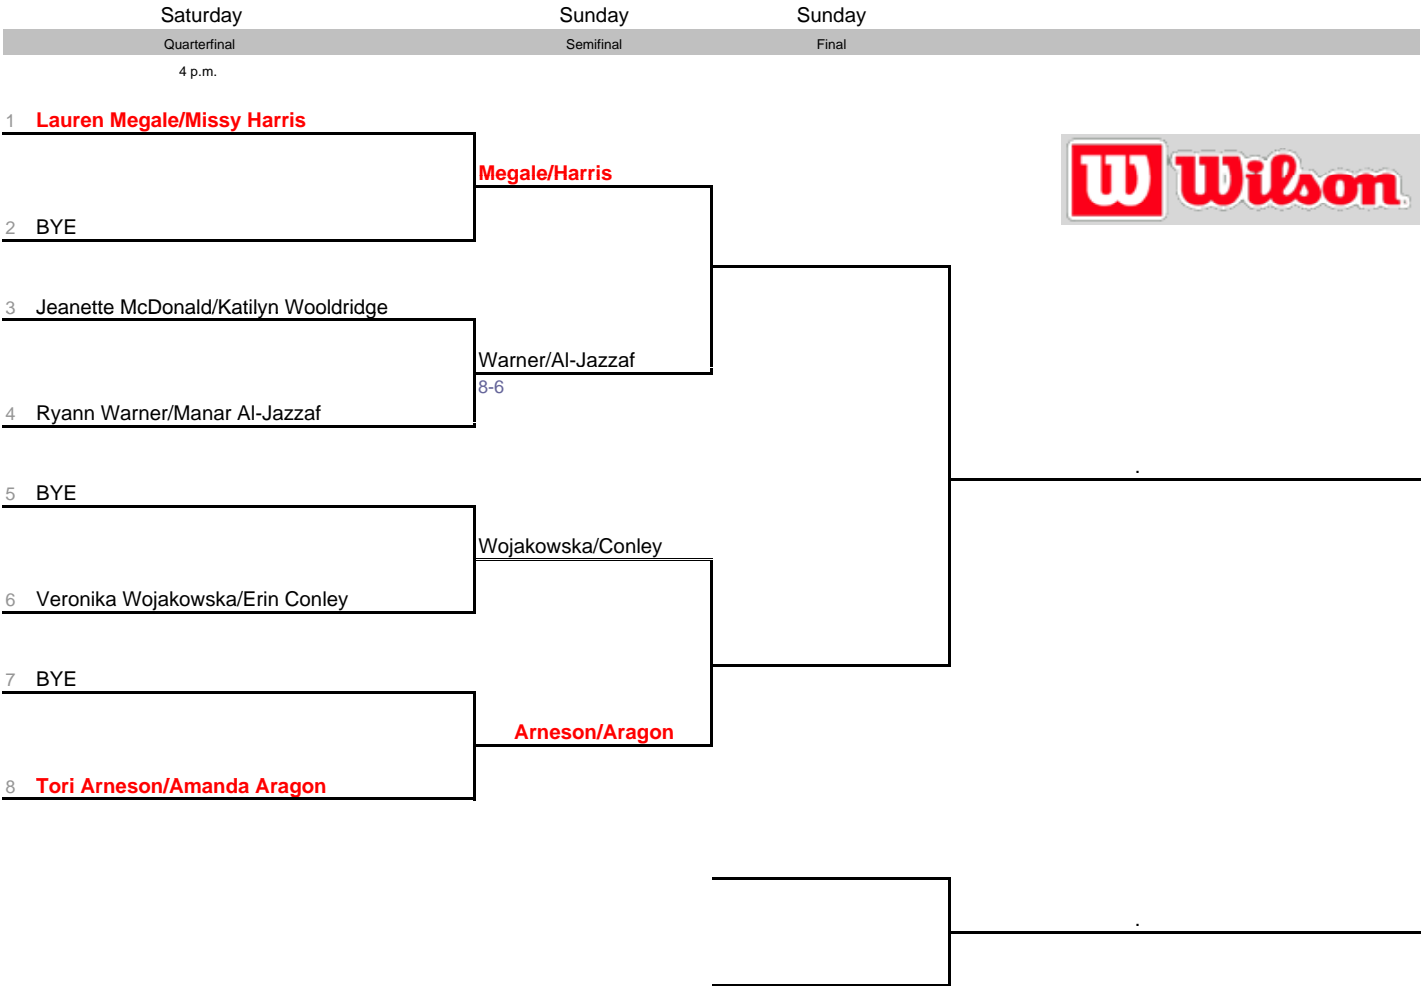 Saturday Sunday Sunday
Quarterfinal Semifinal Final
4 p.m.
1 Lauren Megale/Missy Harris
W Wilson
Megale/Harris
2 BYE
3 Jeanette McDonald/Katilyn Wooldridge
Warner/Al-Jazzaf
8-6
4 Ryann Warner/Manar Al-Jazzaf
.
5 BYE
Wojakowska/Conley
6 Veronika Wojakowska/Erin Conley
7 BYE
Arneson/Aragon
8 Tori Arneson/Amanda Aragon
.